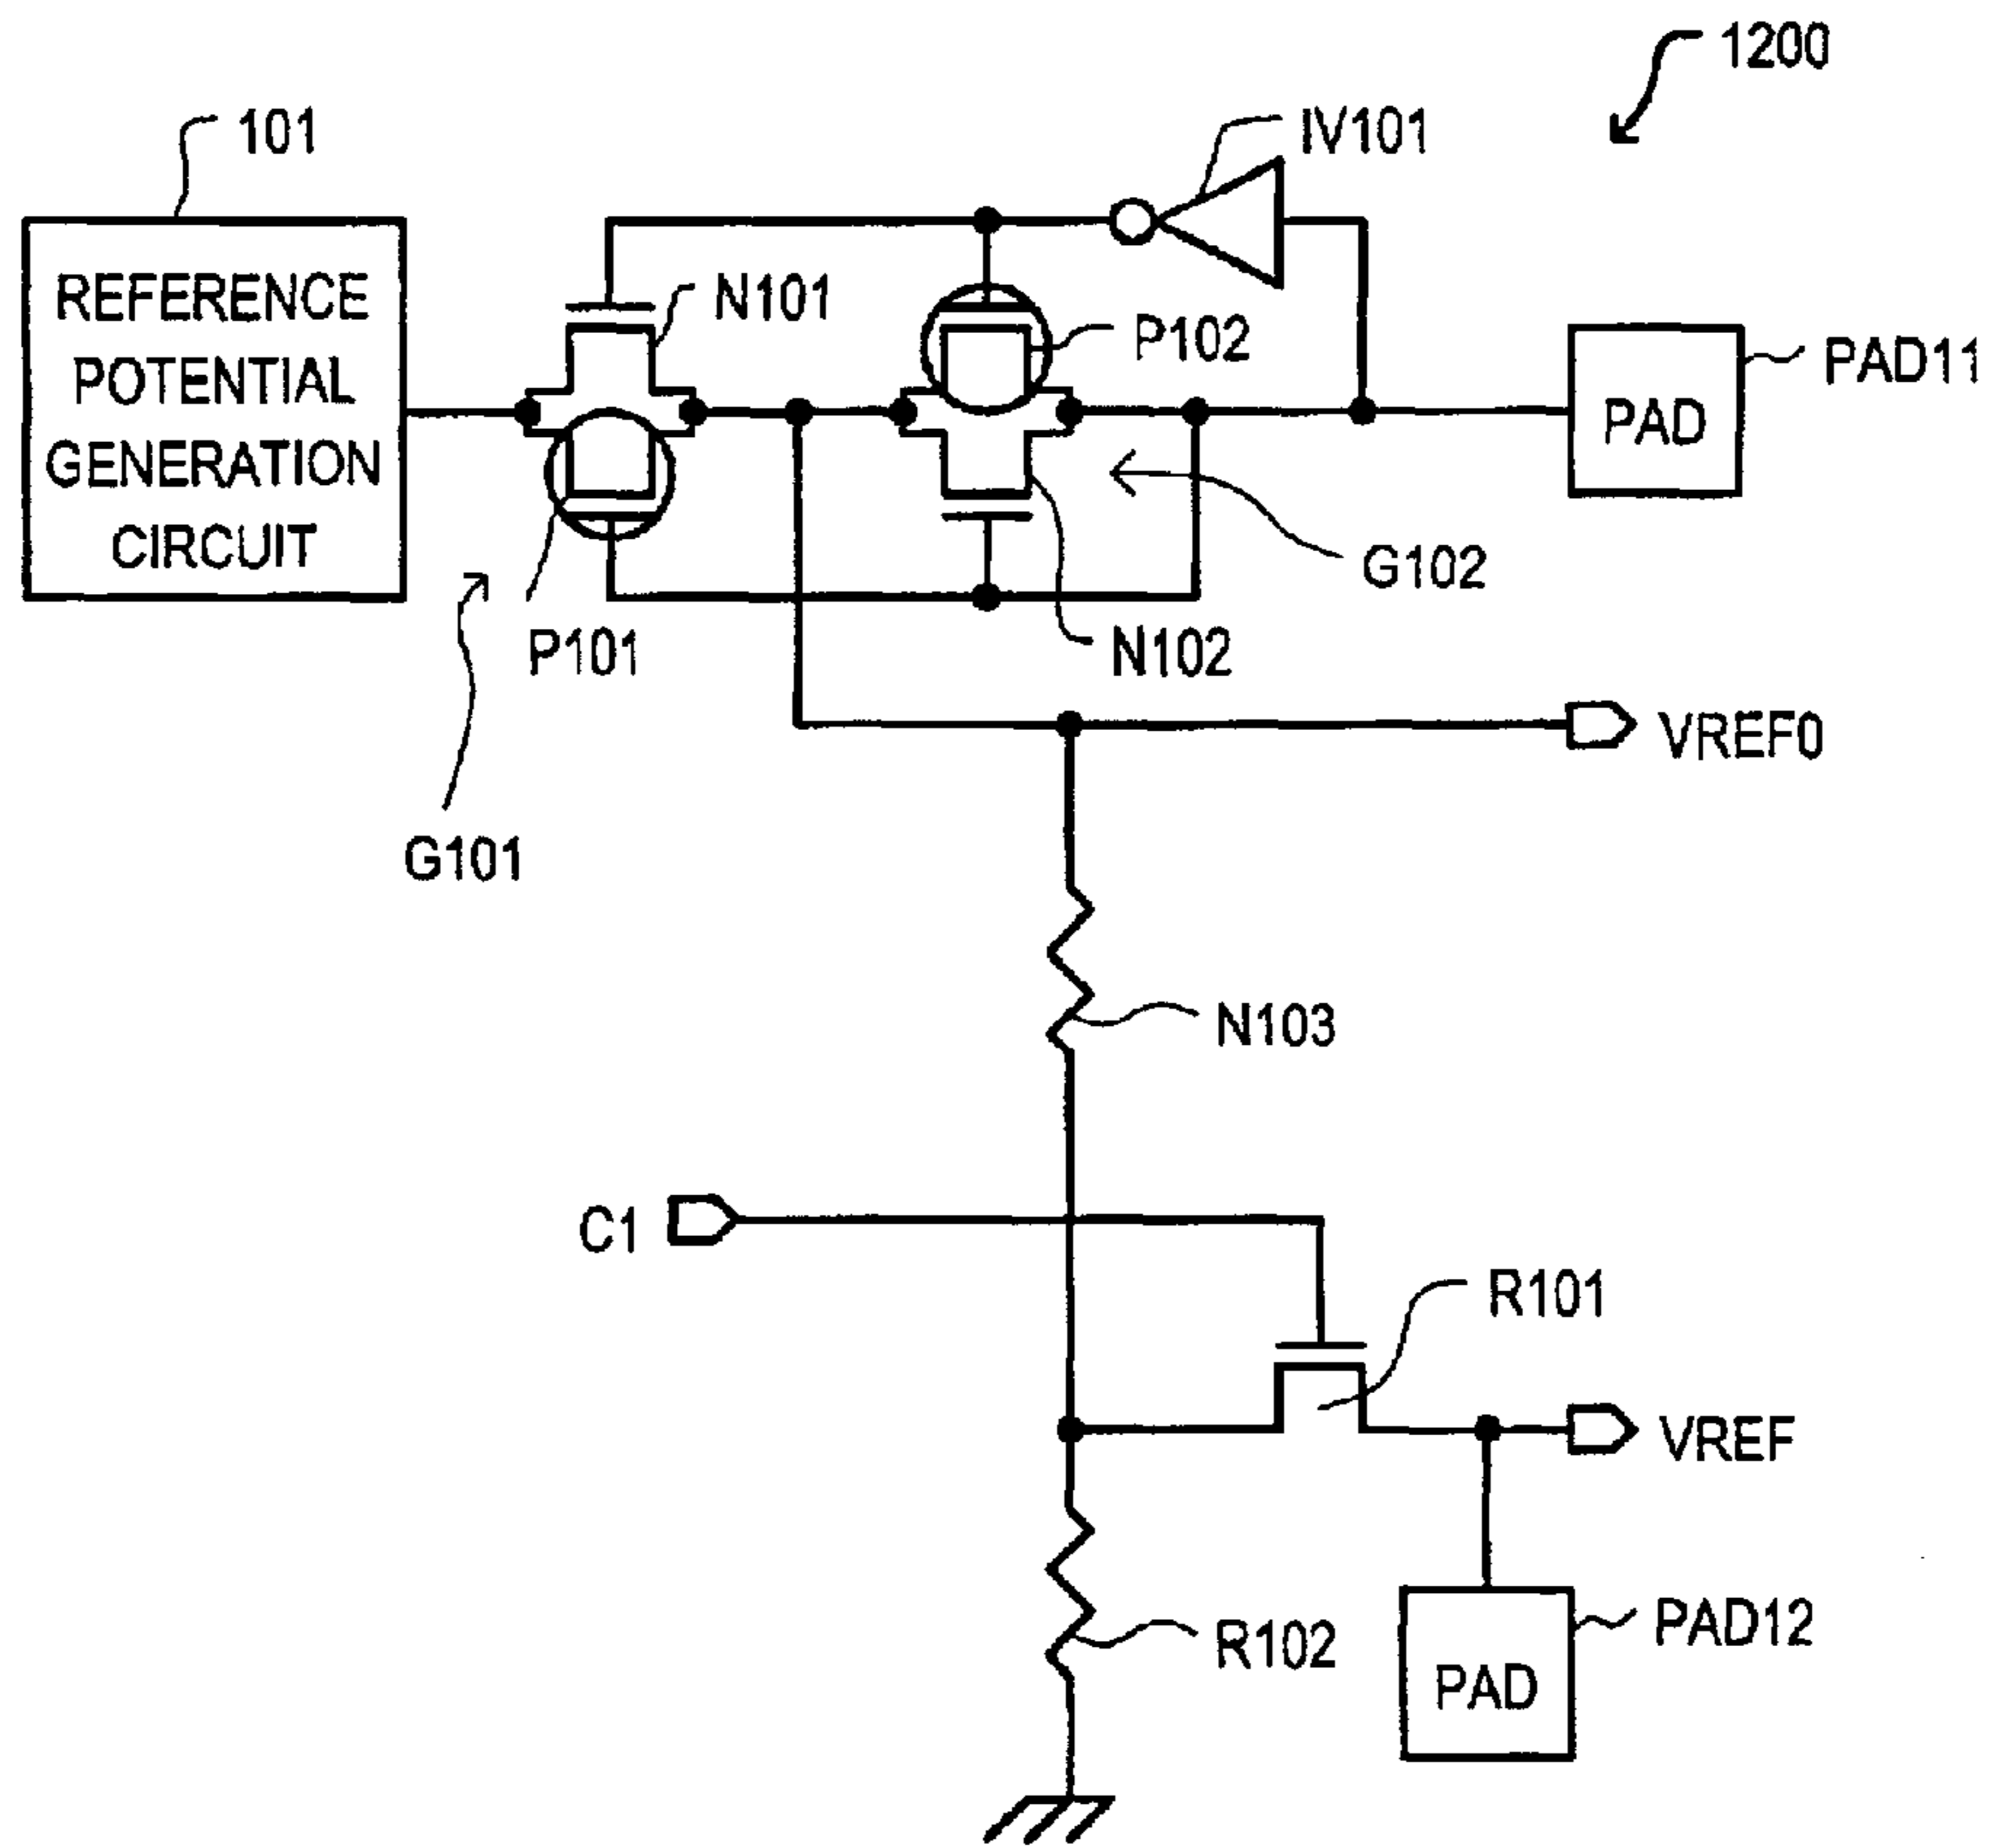 1200
101
IV101
REFERENCE
POTENTIAL
GENERATION
CIRCUIT
N101
P102
PAD11
PAD
G102
P101
N102
VREF0
G101
N103
C1
R101
VREF
R102
PAD12
PAD